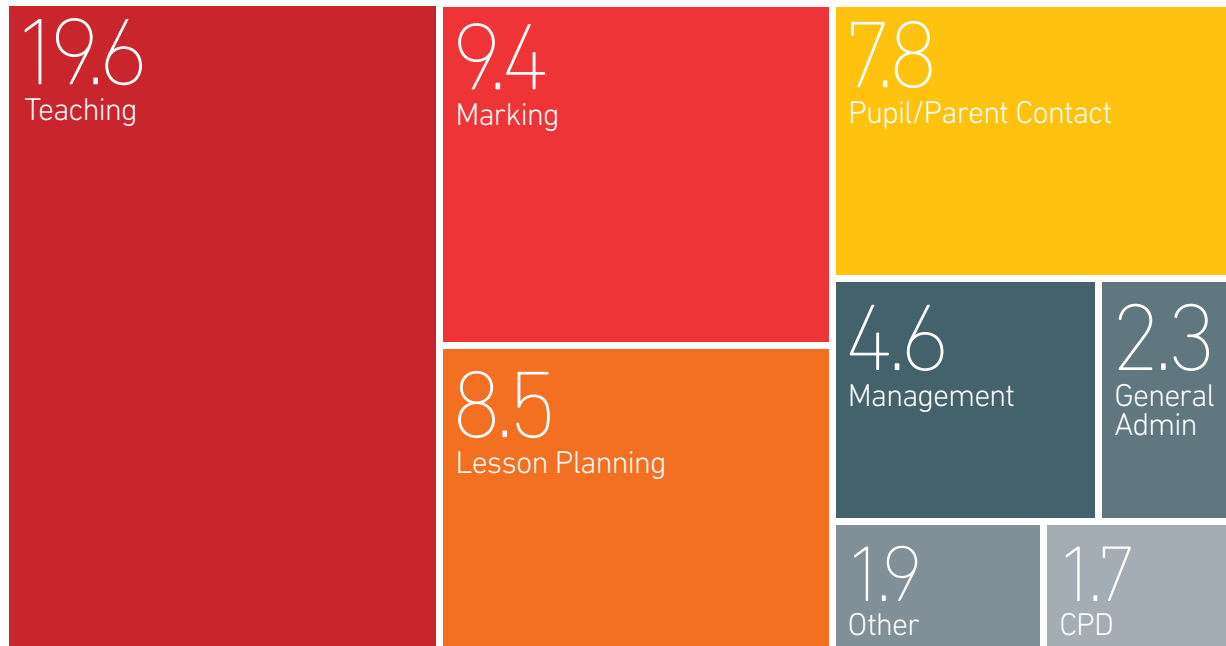 19.6
Teaching
9.4
Marking
8.5
Lesson Planning
7.8
Pupil/Parent Contact
4.6
Management
2.3
General
Admin
1.9
Other
1.7
CPD